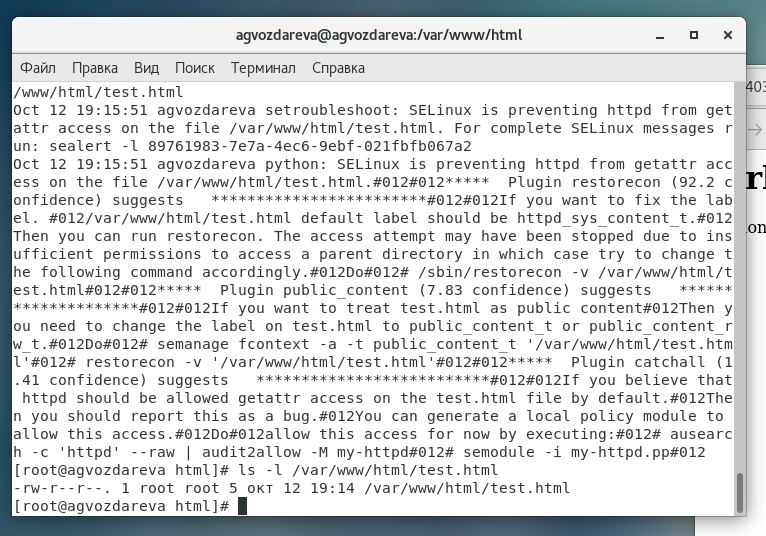 agvozdareva@agvozdareva:/var/www/html
Файл Правка Вид Поиск Терминал Справка
/www/html/test.html
Oct 12 19:15:51 agvozdareva setroubleshoot: SELinux is preventing httpd from get
attr access on the file /var/www/html/test.html. For complete SELinux messages r
un: sealert -l 89761983-7e7a-4ec6-9ebf-021fbfb067a2
Oct 12 19:15:51 agvozdareva python: SELinux is preventing httpd from getattr acc
ess on the file /var/www/html/test.html.#012#012*****  Plugin restorecon (92.2 c
onfidence) suggests   ************************#012#012If you want to fix the lab
el. #012/var/www/html/test.html default label should be httpd_sys_content_t.#012
Then you can run restorecon. The access attempt may have been stopped due to ins
ufficient permissions to access a parent directory in which case try to change t
he following command accordingly.#012Do#012# /sbin/restorecon -v /var/www/html/t
est.html#012#012*****  Plugin public_content (7.83 confidence) suggests   ******
****************#012#012If you want to treat test.html as public content#012Then y
ou need to change the label on test.html to public_content_t or public_content_r
w_t.#012Do#012# semanage fcontext -a -t public_content_t '/var/www/html/test.htm
l'#012# restorecon -v '/var/www/html/test.html'#012#012*****  Plugin catchall (1
.41 confidence) suggests   **************************#012#012If you believe that
 httpd should be allowed getattr access on the test.html file by default.#012The
n you should report this as a bug.#012You can generate a local policy module to
allow this access.#012Do#012allow this access for now by executing:#012# ausearc
h -c 'httpd' --raw | audit2allow -M my-httpd#012# semodule -i my-httpd.pp#012
[root@agvozdareva html]# ls -l /var/www/html/test.html
-rw-r--r--. 1 root root 5 окт 12 19:14 /var/www/html/test.html
[root@agvozdareva html]#
403